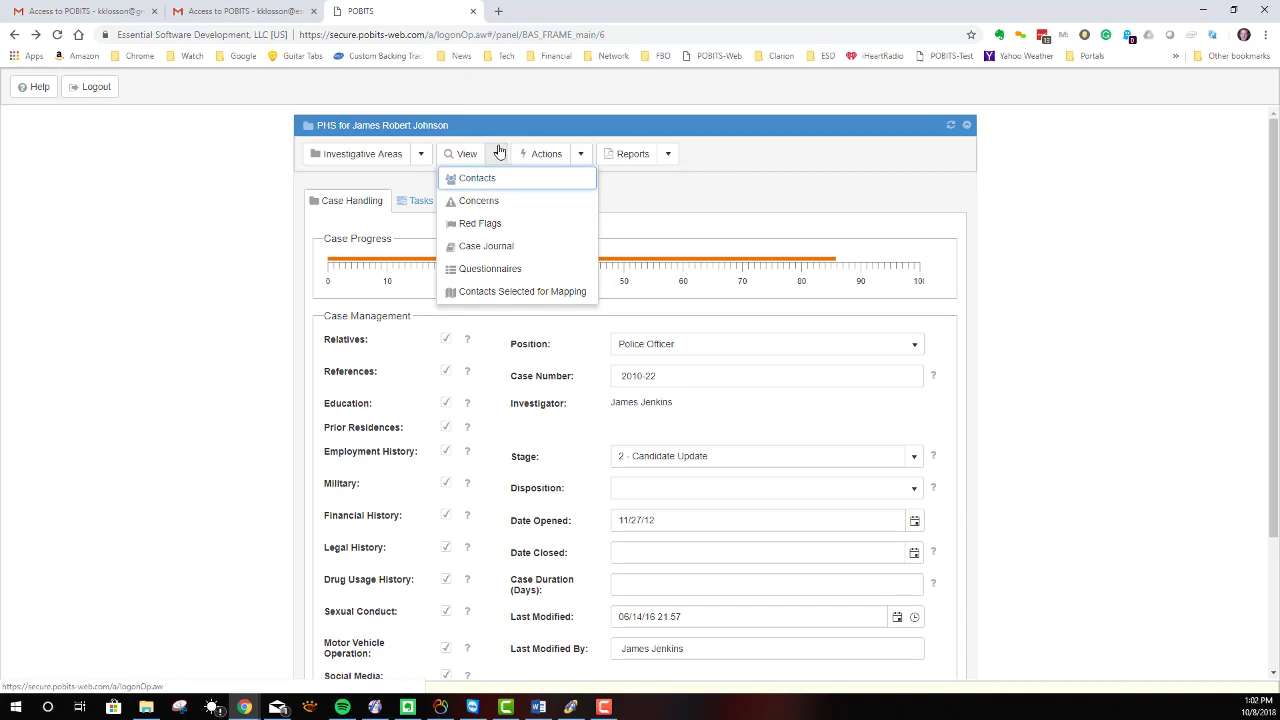 Access to POBITS - kklosson@gm
Access to POBITS - kklosson@es
POBITS
Essential Software Development, LLC [US] | https://secure.pobits-web.com/a/logonOp.aw#/panel/BAS_FRAME_main/6
Apps
Chrome
Watch
Google
Guitar Tabs
Custom Backing Trac
News
Tech
Financial
Network
FBO
POBITS-Web
Clarion
ESD
iHeartRadio
POBITS-Test
Yahoo Weather
Portals
»
Other bookmarks
Help
Logout
PHS for James Robert Johnson
Investigative Areas
View
Actions
Reports
Contacts
Concerns
Red Flags
Case Journal
Questionnaires
Contacts Selected for Mapping
Case Handling
Tasks
Case Progress
0 10 50 60 70 80 90 100
Case Management
Relatives: ?
Position: Police Officer
References: ?
Case Number: 2010-22 ?
Education: ?
Investigator: James Jenkins
Prior Residences: ?
Employment History: ?
Stage: 2 - Candidate Update ?
Military: ?
Disposition: ?
Financial History: ?
Date Opened: 11/27/12
Legal History: ?
Date Closed: ?
Drug Usage History: ?
Case Duration
(Days): ?
Sexual Conduct: ?
Last Modified: 06/14/16 21:57
Motor Vehicle
Operation: ?
Last Modified By: James Jenkins
Social Media: ?
https://secure.pobits-web.com/a/logonOp.aw
1:02 PM
10/8/2018